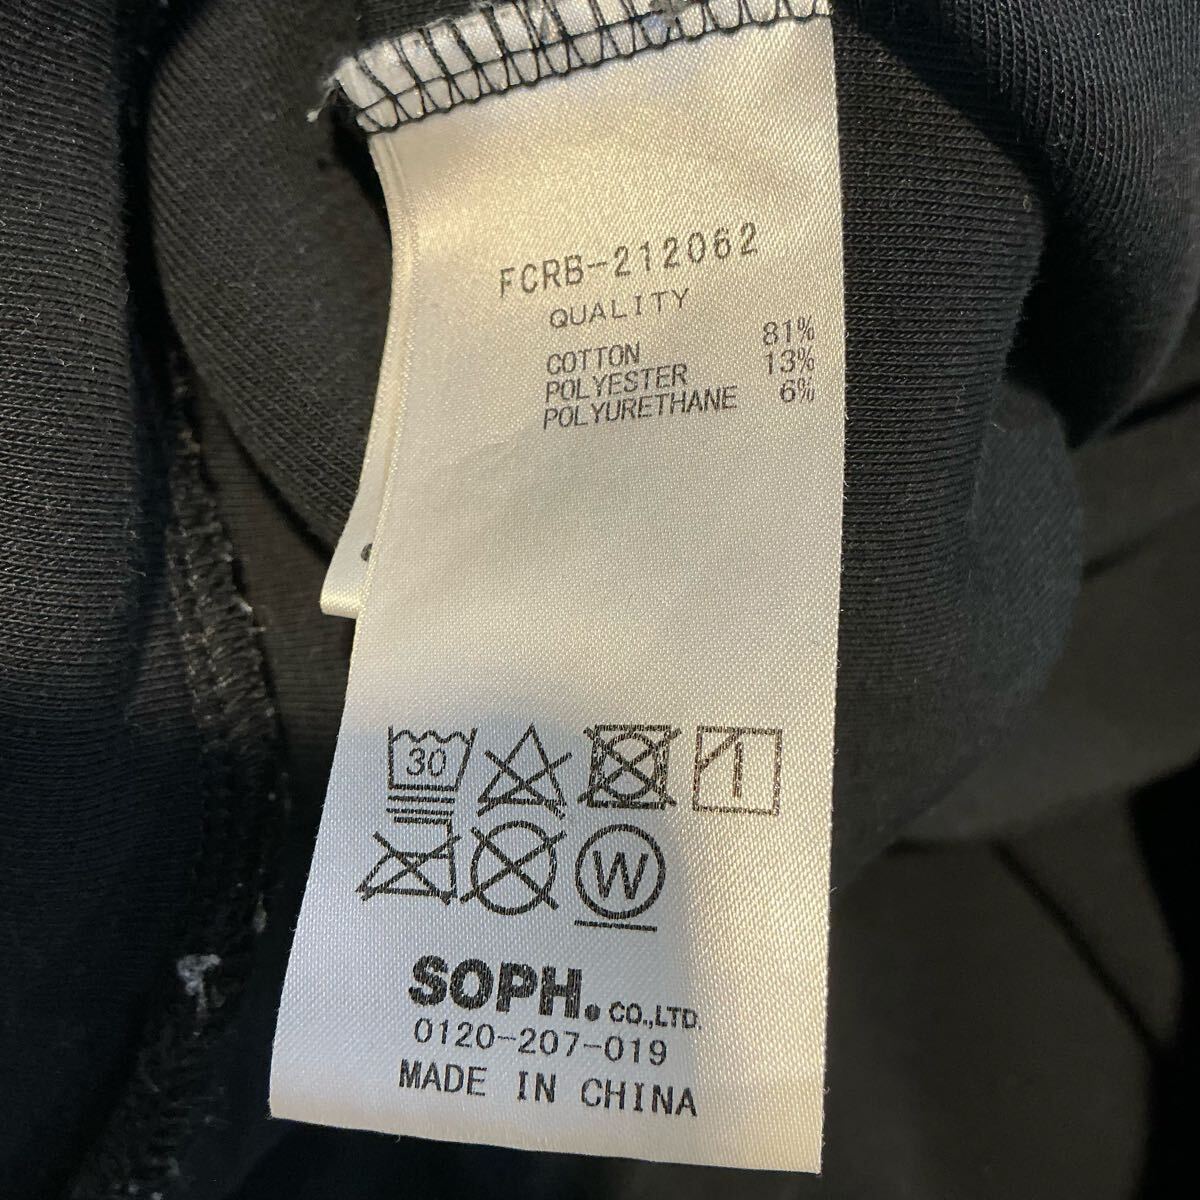 FCRB-212062
QUALITY
COTTON 81%
POLYESTER 13%
POLYURETHANE 6%
30
W
SOPH. CO.,LTD.
0120-207-019
MADE IN CHINA